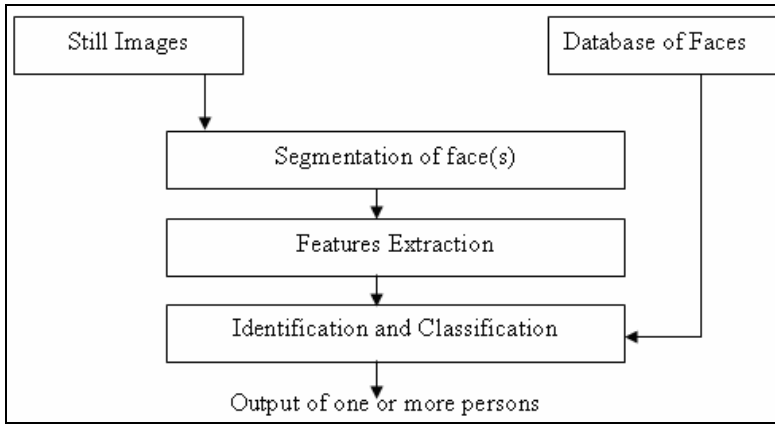 Still Images
Database of Faces
Segmentation of face(s)
Features Extraction
Identification and Classification
Output of one or more persons